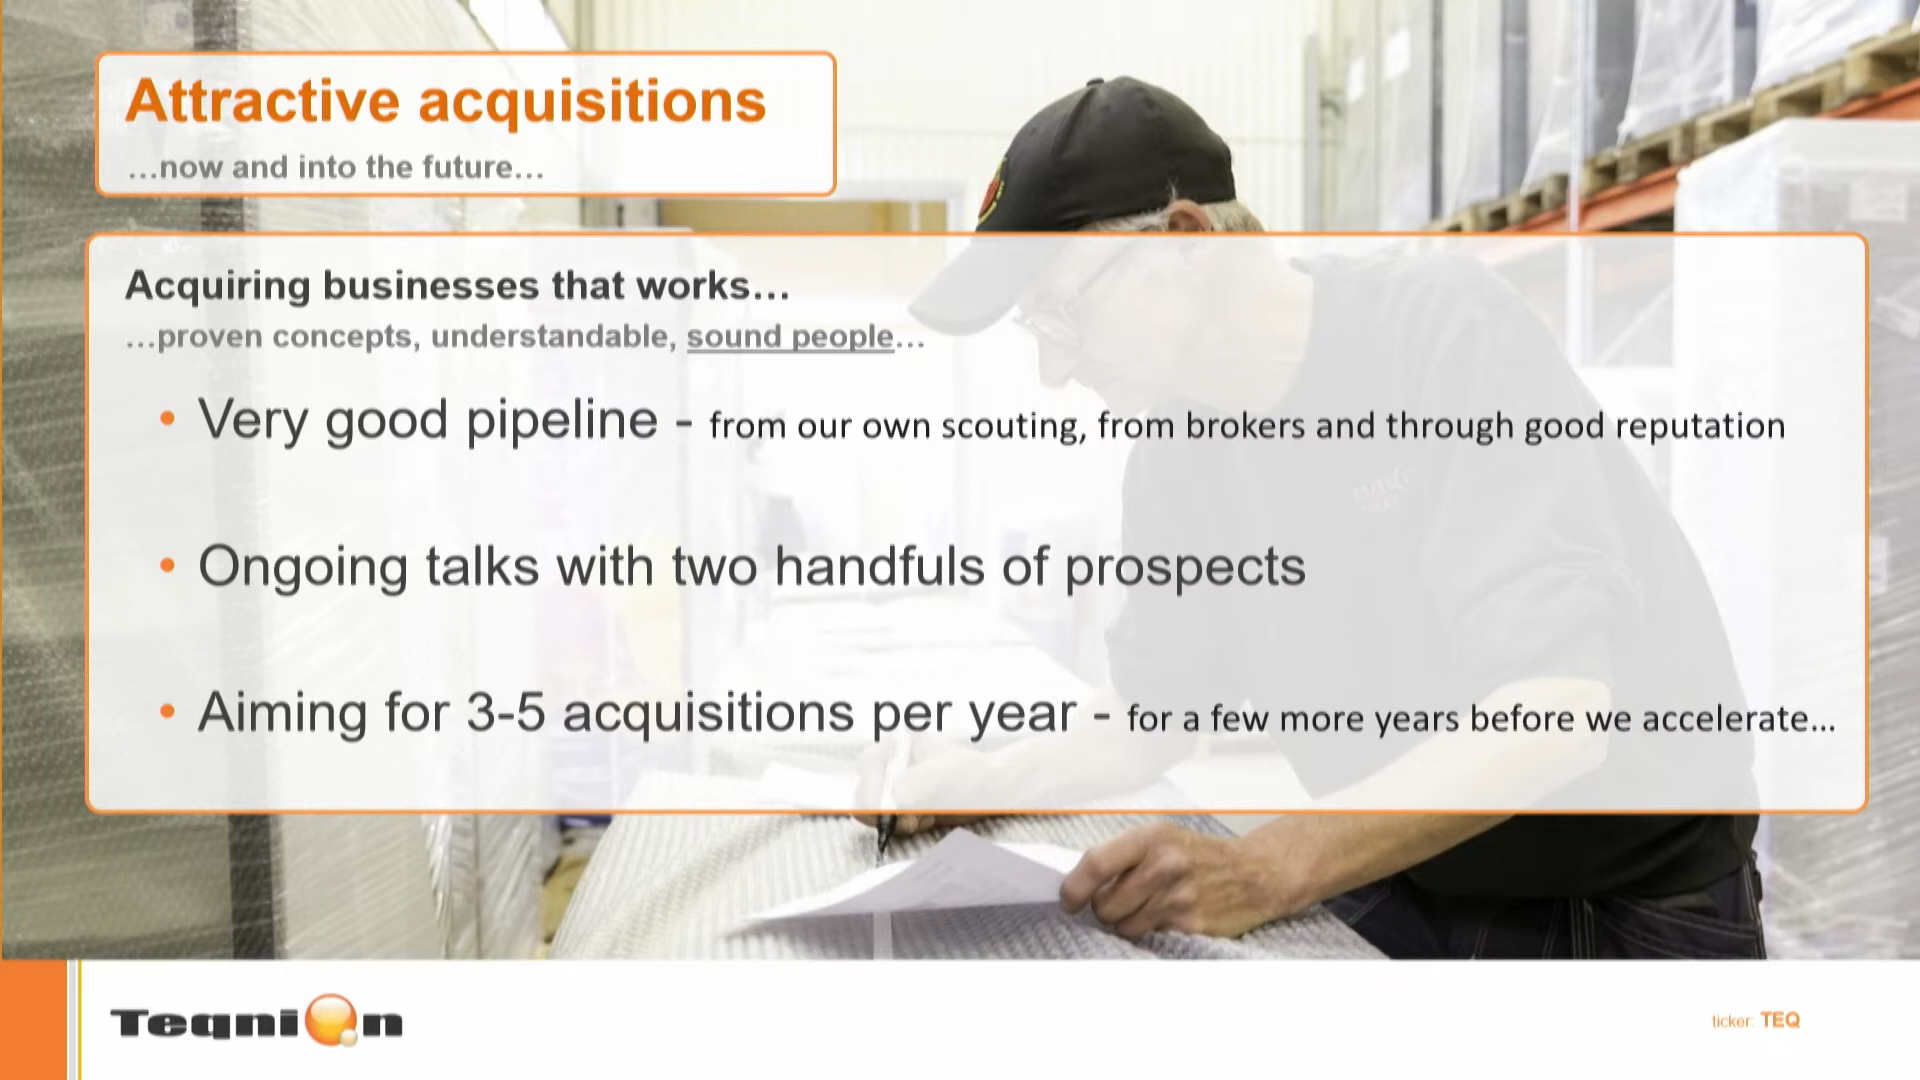 Attractive acquisitions
…now and into the future…
Acquiring businesses that works…
…proven concepts, understandable, sound people…
• Very good pipeline - from our own scouting, from brokers and through good reputation
• Ongoing talks with two handfuls of prospects
• Aiming for 3-5 acquisitions per year - for a few more years before we accelerate…
Teqnion
ticker: TEQ